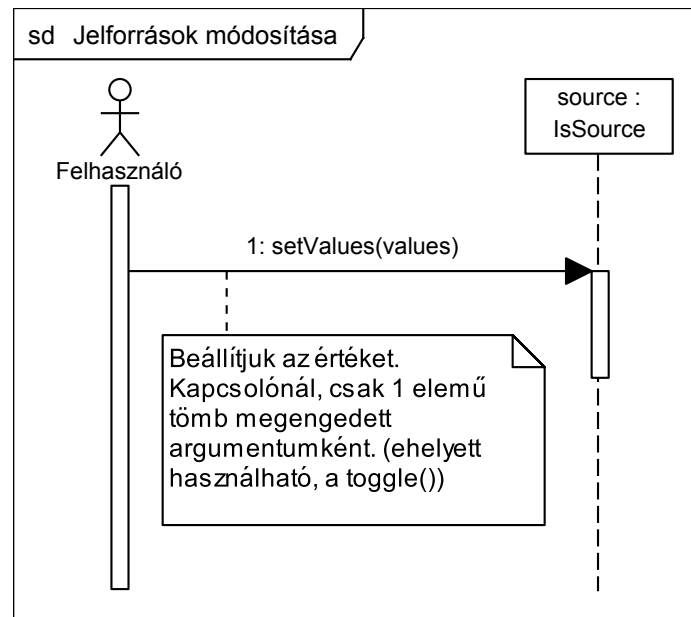 sd Jelforrások módosítása
source :
IsSource
Felhasználó
1: setValues(values)
Beállítjuk az értéket.
Kapcsolónál, csak 1 elemű
tömb megengedett
argumentumként. (ehelyett
használható, a toggle())